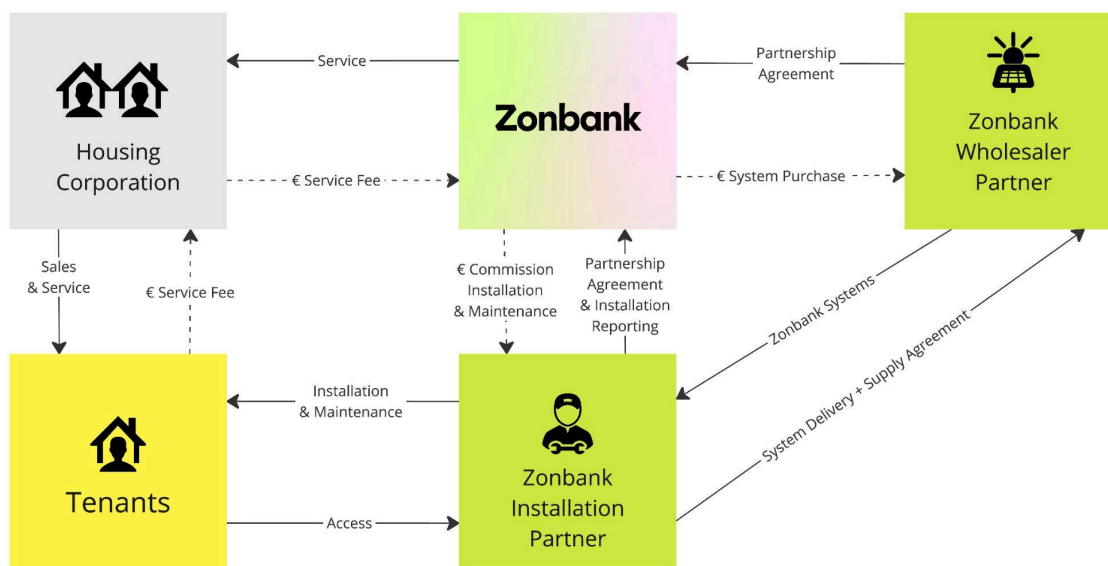 Housing
Corporation
Service
€ Service Fee
Zonbank
Partnership
Agreement
€ System Purchase
Zonbank
Wholesaler
Partner
Sales
& Service
€ Service Fee
€ Commission
Installation
& Maintenance
Partnership
Agreement
& Installation
Reporting
Zonbank Systems
System Delivery + Supply Agreement
Tenants
Installation
& Maintenance
Access
Zonbank
Installation
Partner